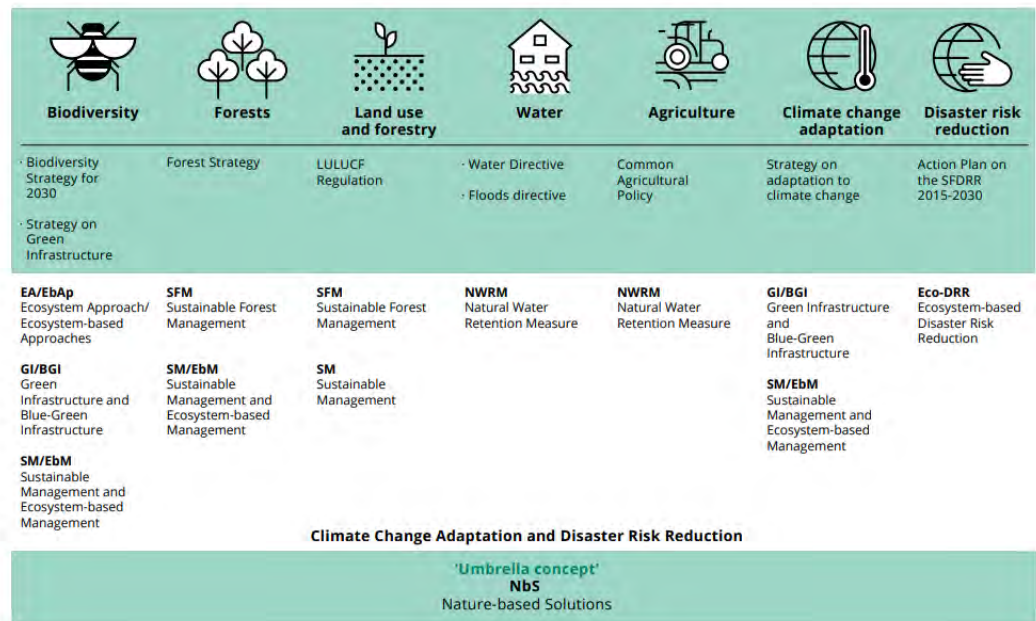 Biodiversity
Forests
Land use
and forestry
Water
Agriculture
Climate change
adaptation
Disaster risk
reduction
· Biodiversity
Strategy for
2030
· Strategy on
Green
Infrastructure
Forest Strategy
LULUCF
Regulation
· Water Directive
· Floods directive
Common
Agricultural
Policy
Strategy on
adaptation to
climate change
Action Plan on
the SFDRR
2015-2030
EA/EbAp
Ecosystem Approach/
Ecosystem-based
Approaches
GI/BGI
Green
Infrastructure and
Blue-Green
Infrastructure
SM/EbM
Sustainable
Management and
Ecosystem-based
Management
SFM
Sustainable Forest
Management
SM/EbM
Sustainable
Management and
Ecosystem-based
Management
SFM
Sustainable Forest
Management
SM
Sustainable
Management
NWRM
Natural Water
Retention Measure
NWRM
Natural Water
Retention Measure
GI/BGI
Green Infrastructure
and
Blue-Green
Infrastructure
SM/EbM
Sustainable
Management and
Ecosystem-based
Management
Eco-DRR
Ecosystem-based
Disaster Risk
Reduction
Climate Change Adaptation and Disaster Risk Reduction
'Umbrella concept'
NbS
Nature-based Solutions